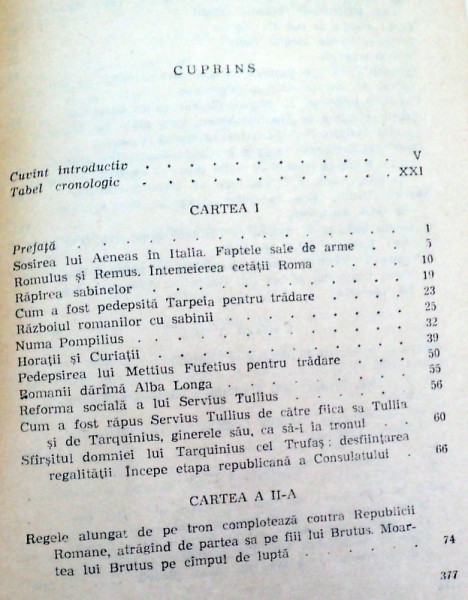 CUPRINS
Cuvînt introductiv . . . . . . . . . . . . V
Tabel cronologic . . . . . . . . . . . . XXI
CARTEA I
Prefață . . . . . . . . . . . . . . 1
Sosirea lui Aeneas în Italia. Faptele sale de arme . . 5
Romulus și Remus. Întemeierea cetății Roma . . . . 10
Răpirea sabinelor . . . . . . . . . . . . 19
Cum a fost pedepsită Tarpeia pentru trădare . . . . 23
Războiul romanilor cu sabinii . . . . . . . . 25
Numa Pompilius . . . . . . . . . . . . 32
Horații și Curiații . . . . . . . . . . . 39
Pedepsirea lui Mettius Fufetius pentru trădare . . . 50
Romanii dărîmă Alba Longa . . . . . . . . 55
Reforma socială a lui Servius Tullius . . . . . . 56
Cum a fost răpus Servius Tullius de către fiica sa Tullia
și de Tarquinius, ginerele său, ca să-i ia tronul . . 60
Sfîrșitul domniei lui Tarquinius cel Trufaș : desființarea
regalității. Începe etapa republicană a Consulatului . 66
CARTEA A II-A
Regele alungat de pe tron complotează contra Republicii
Romane, atrăgînd de partea sa pe fiii lui Brutus. Moar-
tea lui Brutus pe cîmpul de luptă . . . . . . 74
377